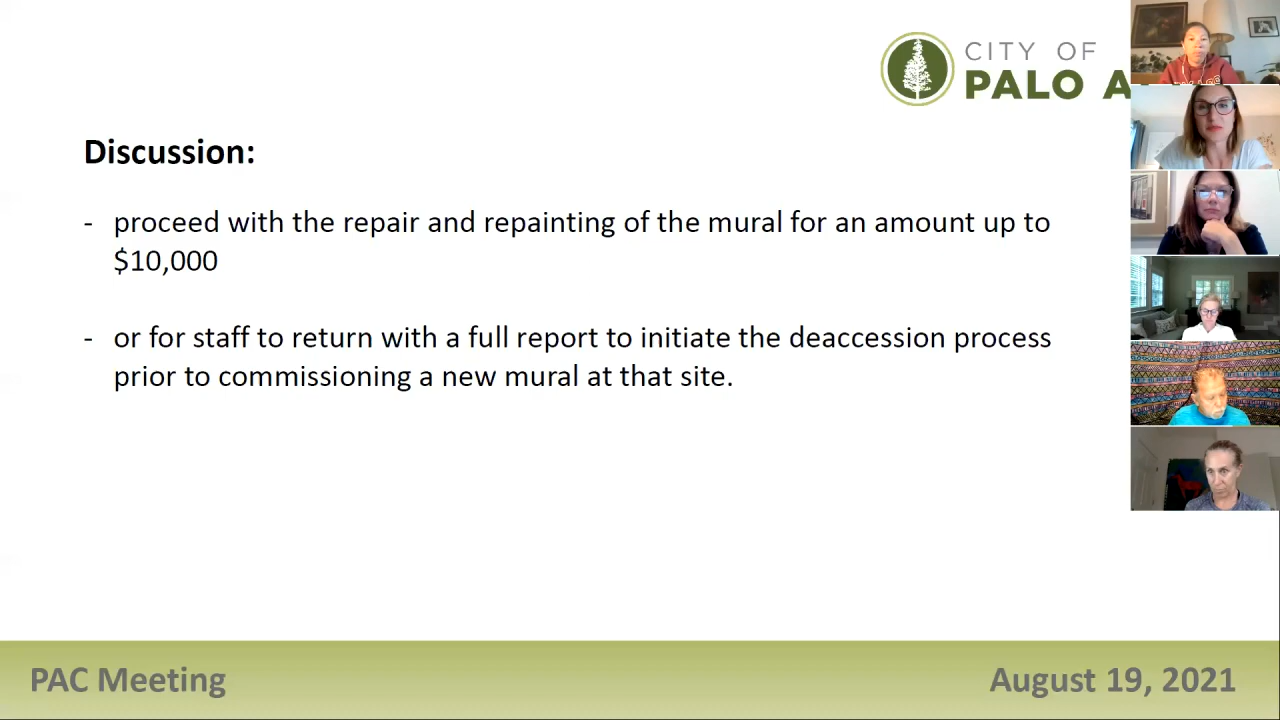 CITY OF
PALO A
Discussion:
- proceed with the repair and repainting of the mural for an amount up to
$10,000
- or for staff to return with a full report to initiate the deaccession process
prior to commissioning a new mural at that site.
PAC Meeting
August 19, 2021